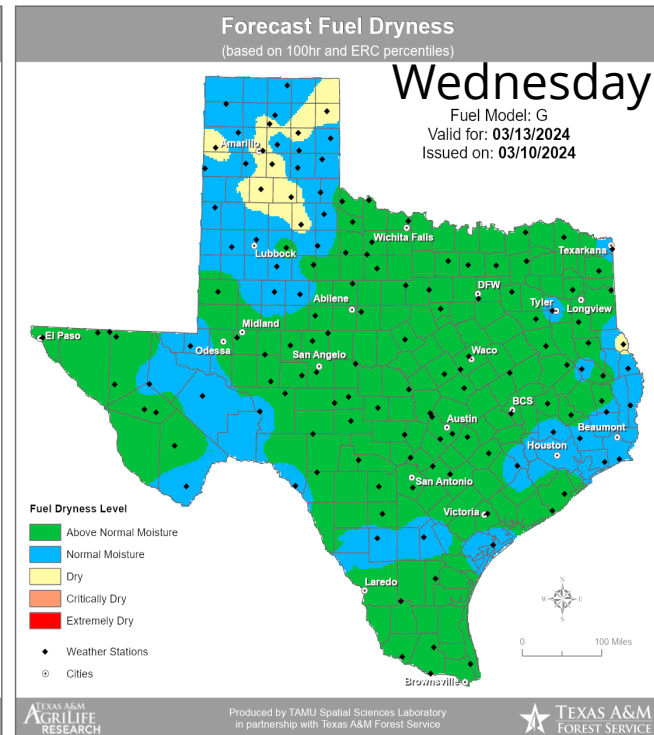 Forecast Fuel Dryness
(based on 100hr and ERC percentiles)
Wednesday
Fuel Model: G
Valid for: 03/13/2024
Issued on: 03/10/2024
Amarillo
Wichita Falls
Lubbock
Texarkana
DFW
Abilene
Tyler
Longview
El Paso
Midland
Odessa
San Angelo
Waco
BCS
Austin
Beaumont
Houston
San Antonio
Victoria
Fuel Dryness Level
Above Normal Moisture
Normal Moisture
Dry
Laredo
Critically Dry
Extremely Dry
N
W E
S
0 100 Miles
Weather Stations
Cities
Brownsville
TEXAS A&M
AGRILIFE
RESEARCH
Produced by TAMU Spatial Sciences Laboratory
in partnership with Texas A&M Forest Service
TEXAS A&M
FOREST SERVICE